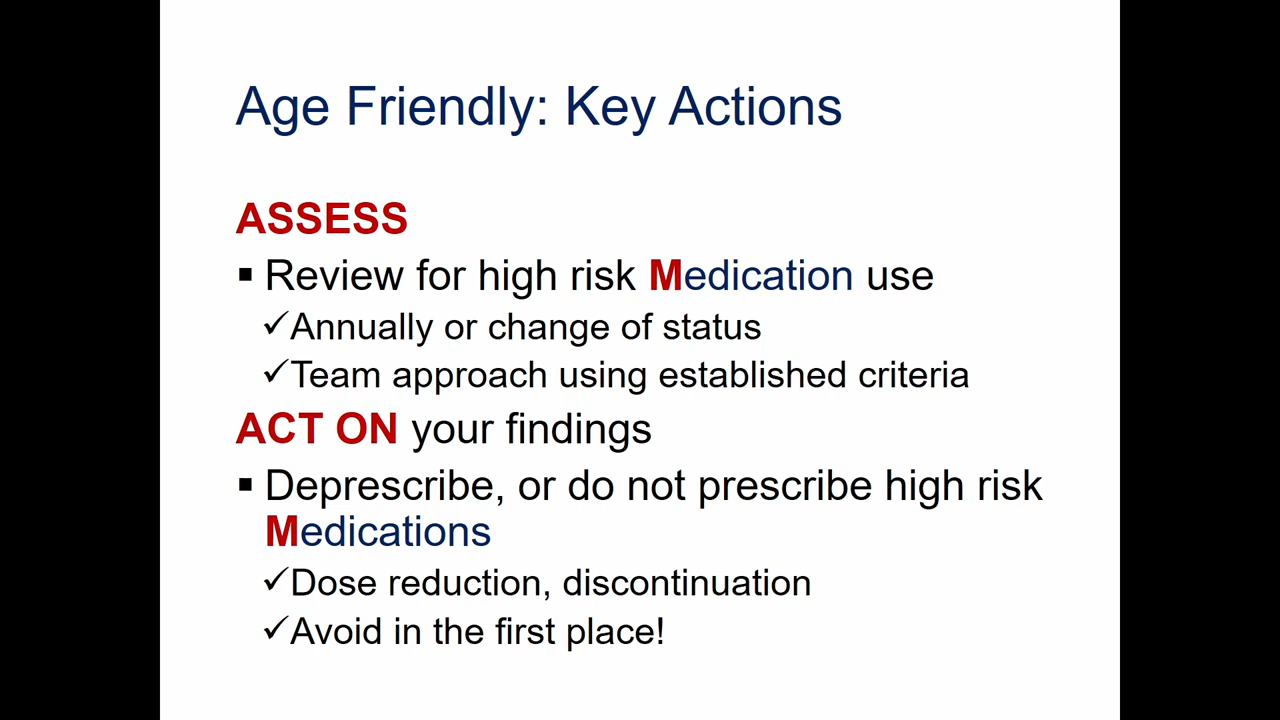 Age Friendly: Key Actions
ASSESS
▪ Review for high risk Medication use
✓Annually or change of status
✓Team approach using established criteria
ACT ON your findings
▪ Deprescribe, or do not prescribe high risk
Medications
✓Dose reduction, discontinuation
✓Avoid in the first place!